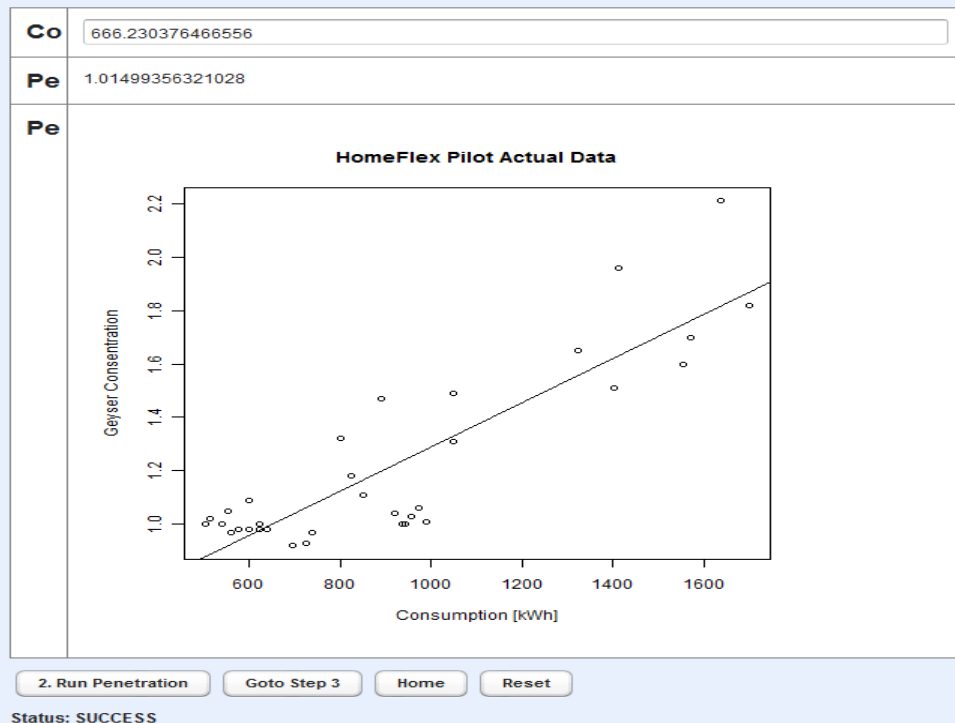 Co 666.230376466556
Pe 1.01499356321028
Pe
HomeFlex Pilot Actual Data
2.2
2.0
1.8
1.6
1.4
1.2
1.0
Geyser Consentration
600 800 1000 1200 1400 1600
Consumption [kWh]
2. Run Penetration Goto Step 3 Home Reset
Status: SUCCESS